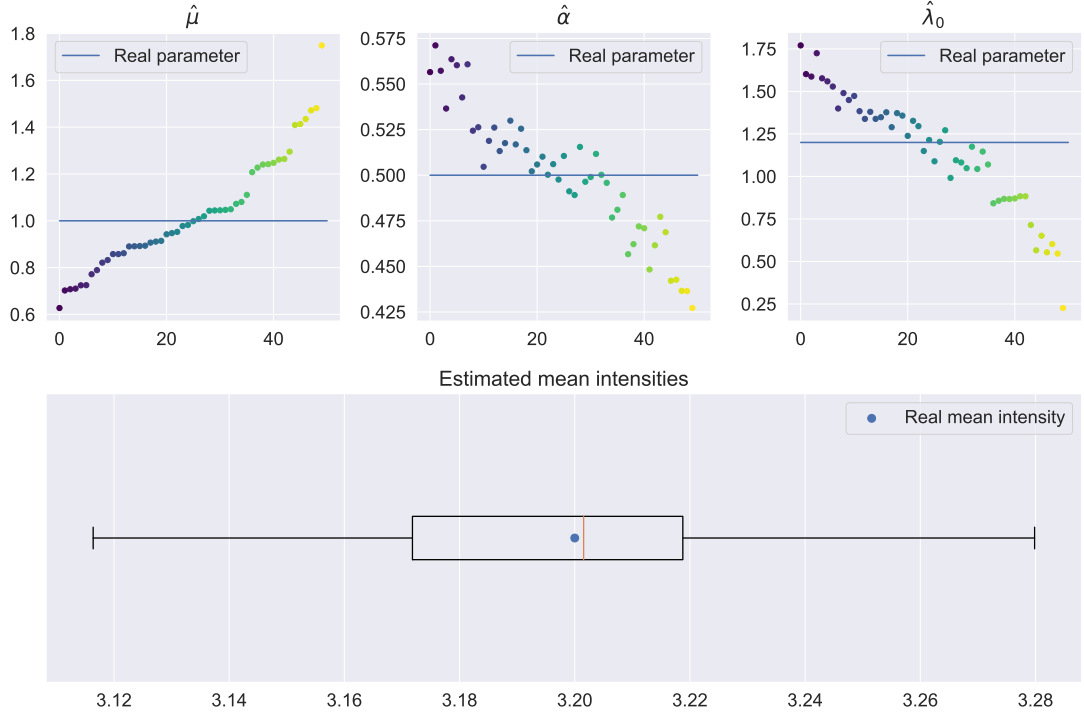 μ̂
α̂
λ̂₀
Real parameter
Real parameter
Real parameter
1.8
1.6
1.4
1.2
1.0
0.8
0.6
0.575
0.550
0.525
0.500
0.475
0.450
0.425
1.75
1.50
1.25
1.00
0.75
0.50
0.25
0 20 40
0 20 40
0 20 40
Estimated mean intensities
Real mean intensity
3.12 3.14 3.16 3.18 3.20 3.22 3.24 3.26 3.28